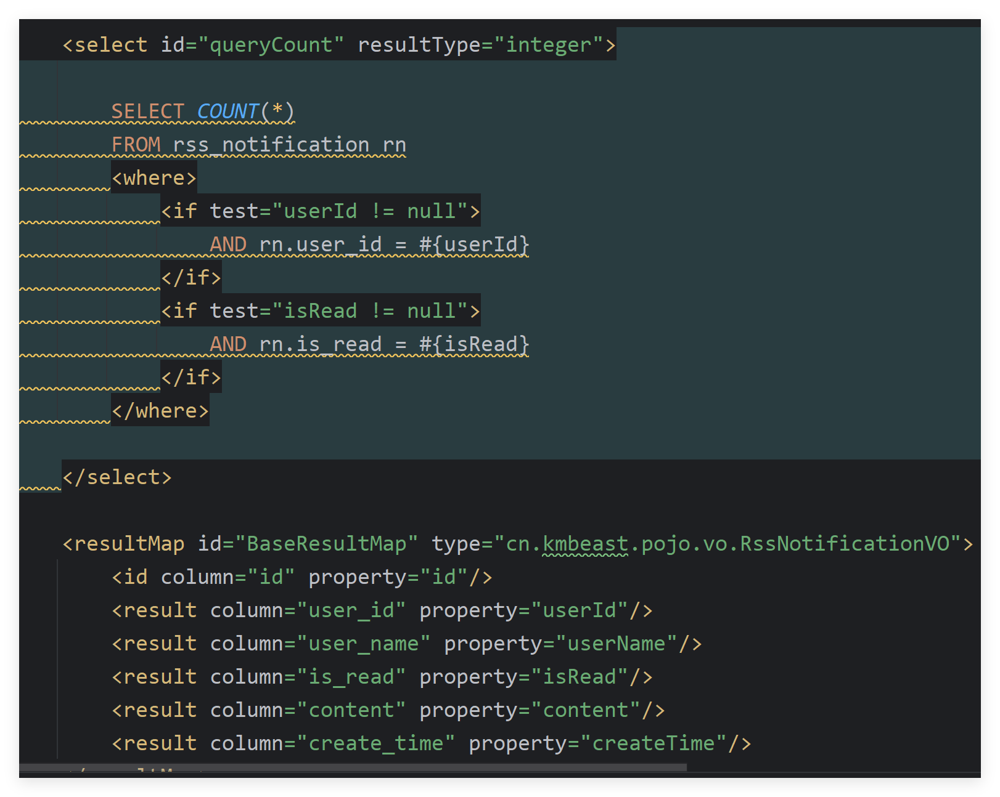 <select id="queryCount" resultType="integer">
SELECT COUNT(*)
FROM rss_notification rn
<where>
<if test="userId != null">
AND rn.user_id = #{userId}
</if>
<if test="isRead != null">
AND rn.is_read = #{isRead}
</if>
</where>
</select>
<resultMap id="BaseResultMap" type="cn.kmbeast.pojo.vo.RssNotificationVO">
<id column="id" property="id"/>
<result column="user_id" property="userId"/>
<result column="user_name" property="userName"/>
<result column="is_read" property="isRead"/>
<result column="content" property="content"/>
<result column="create_time" property="createTime"/>